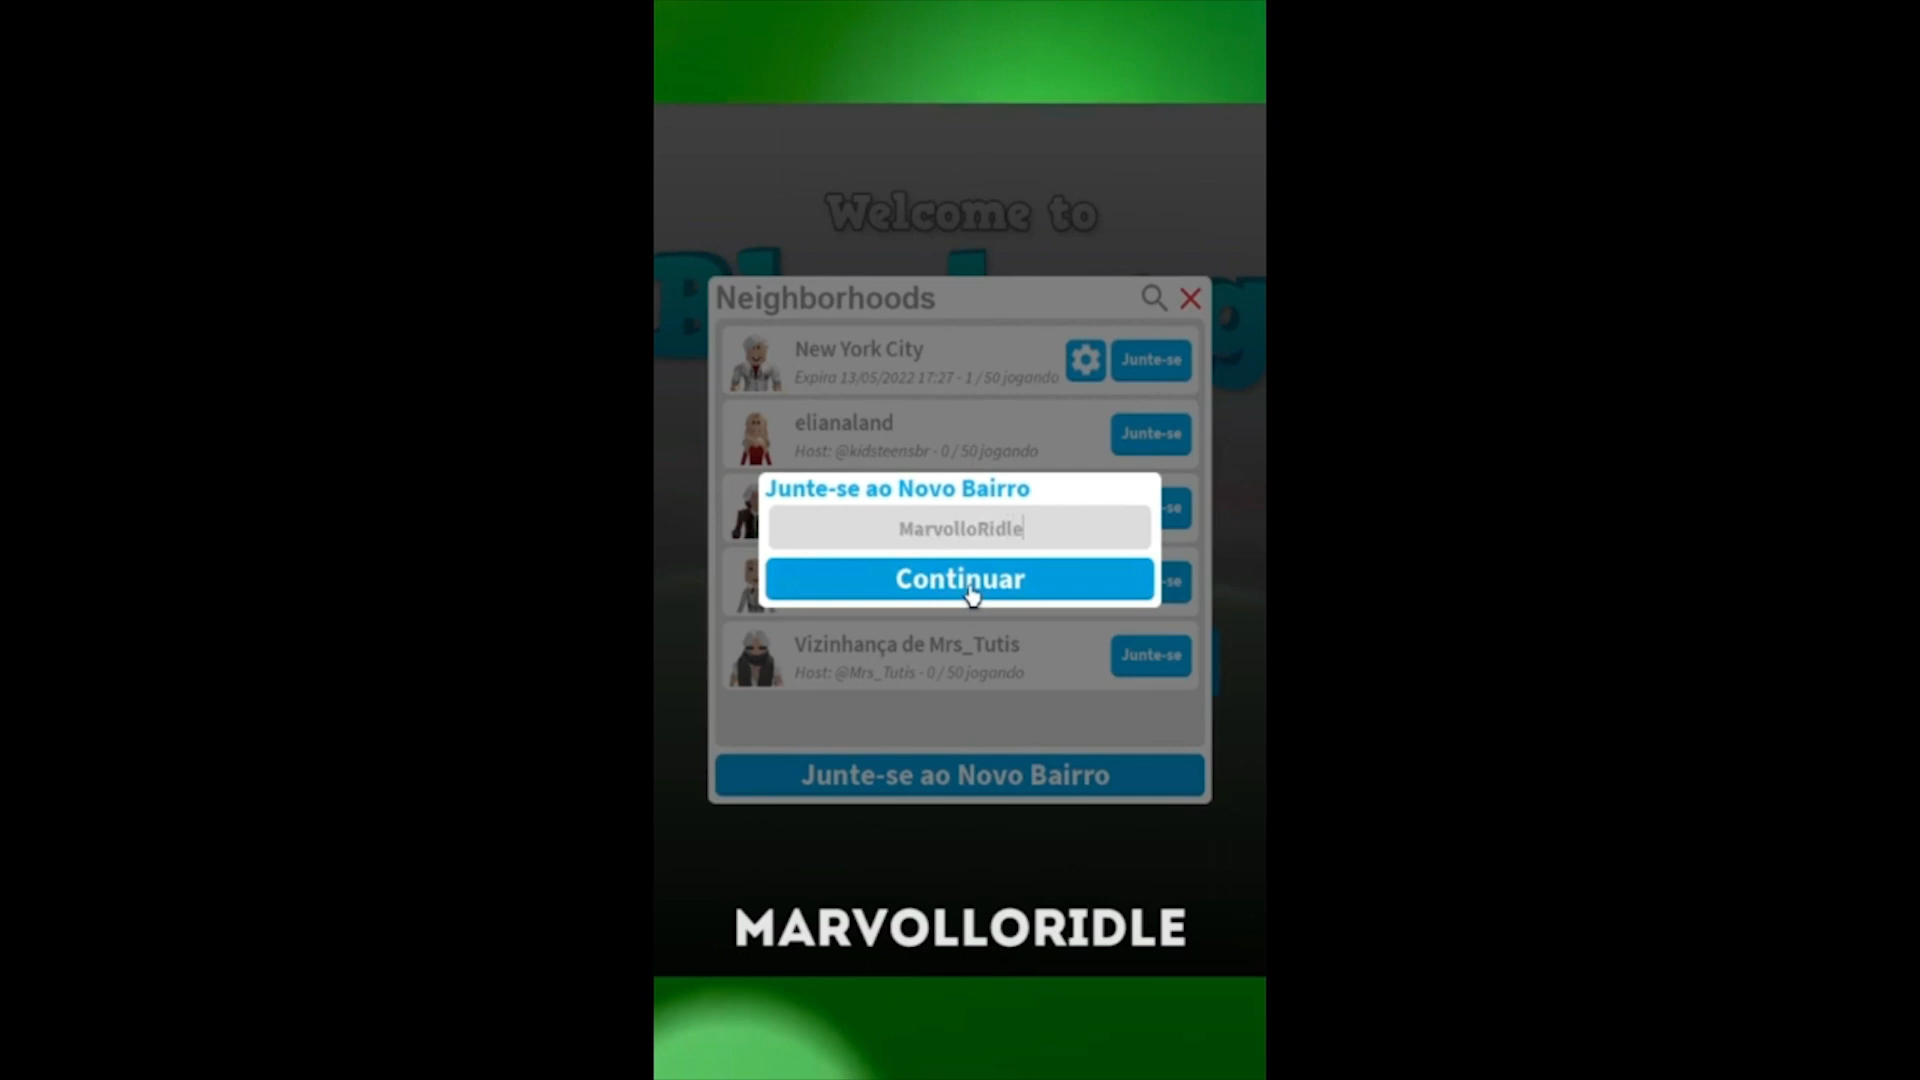 Welcome to
Neighborhoods
New York City
Expira 13/05/2022 17:27 - 1 / 50 jogando
Junte-se
elianaland
Host: @kidsteensbr - 0 / 50 jogando
Junte-se
Junte-se ao Novo Bairro
-se
MarvolloRidle
Continuar
-se
Vizinhança de Mrs_Tutis
Host: @Mrs_Tutis - 0 / 50 jogando
Junte-se
Junte-se ao Novo Bairro
MARVOLLORIDLE